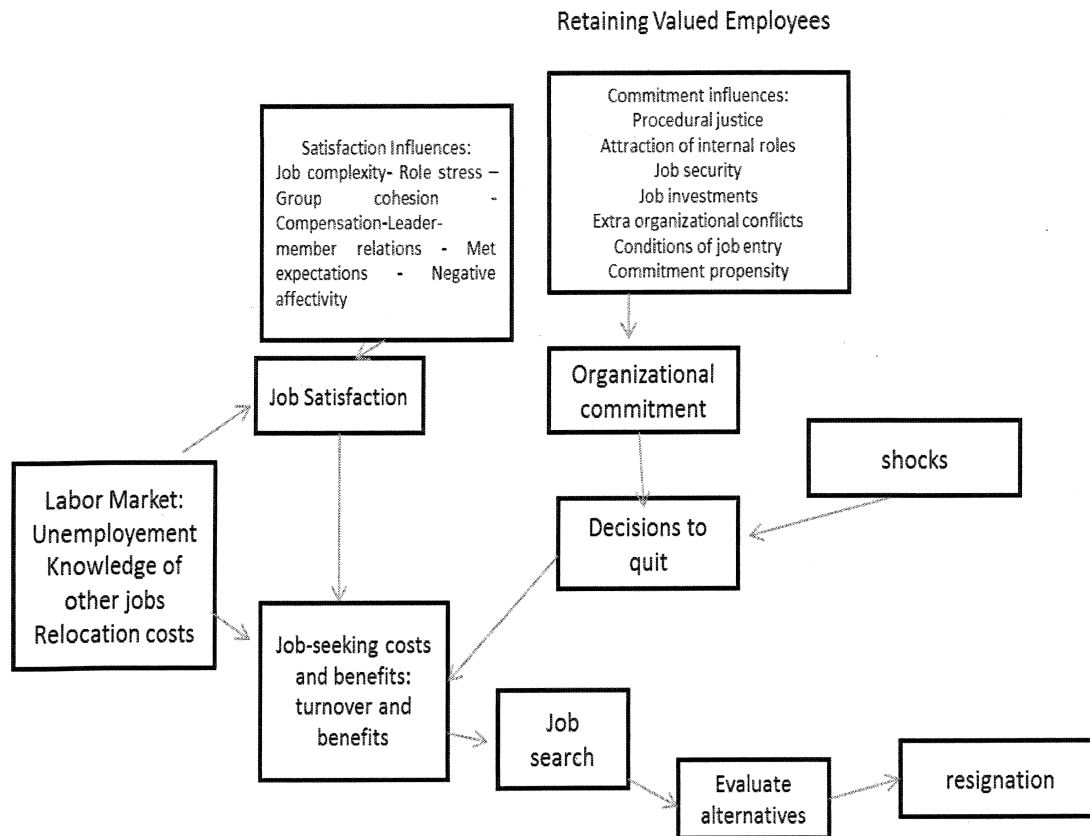 Retaining Valued Employees
Satisfaction Influences:
Job complexity- Role stress –
Group cohesion -
Compensation-Leader-
member relations - Met
expectations - Negative
affectivity
Commitment influences:
Procedural justice
Attraction of internal roles
Job security
Job investments
Extra organizational conflicts
Conditions of job entry
Commitment propensity
Job Satisfaction
Organizational
commitment
shocks
Labor Market:
Unemployement
Knowledge of
other jobs
Relocation costs
Decisions to
quit
Job-seeking costs
and benefits:
turnover and
benefits
Job
search
Evaluate
alternatives
resignation